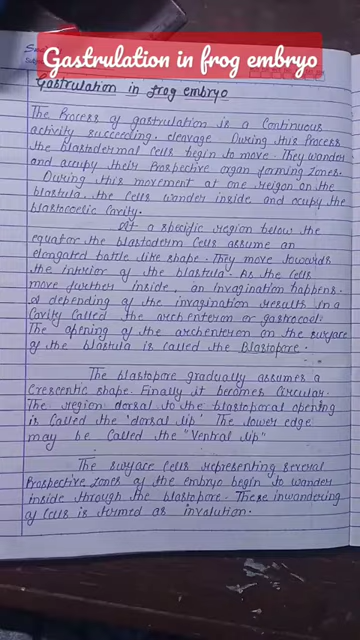 Gastrulation in frog embryo
Gastrulation in frog embryo
The Process of gastrulation is a Continuous
activity succeeding. cleavage. During this Process
the blastodermal Cells begin to move. They wander
and occupy their Prospective organ forming Zones.
During this movement at one reigon on the
blastula, the cells wander inside and occupy the
blastocoelic Cavity.
At a specific region below the
equator the blastoderm Cells assume an
elongated battle like shape. They move towards
the interior of the blastula. As the Cells
move further inside, an invagination happens.
depending of the invagination results in a
Cavity Called the archenteron or gastrocoel.
The opening of the archenteron on the surface
of the blastula is called the Blastopore.
The blastopore gradually assumes a
Crescentic shape. Finally it becomes Circular.
The region dorsal to the blastoporal opening
is Called the 'dorsal lip'. The lower edge
may be Called the "Ventral lip"
The surface Cells representing several
Prospective Zones of the embryo begin to wander
inside through the blastopore. These inwandering
of Cells is termed as involution.